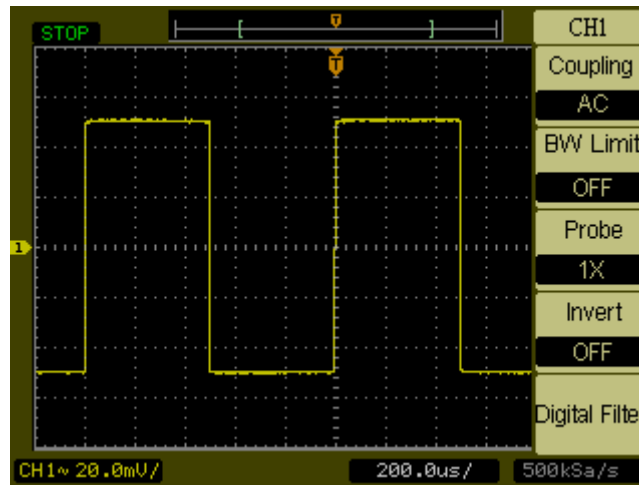 STOP
T
T
CH1
Coupling
AC
BW Limit
OFF
Probe
1X
Invert
OFF
Digital Filte
1
CH1~ 20.0mV/
200.0us/
500kSa/s